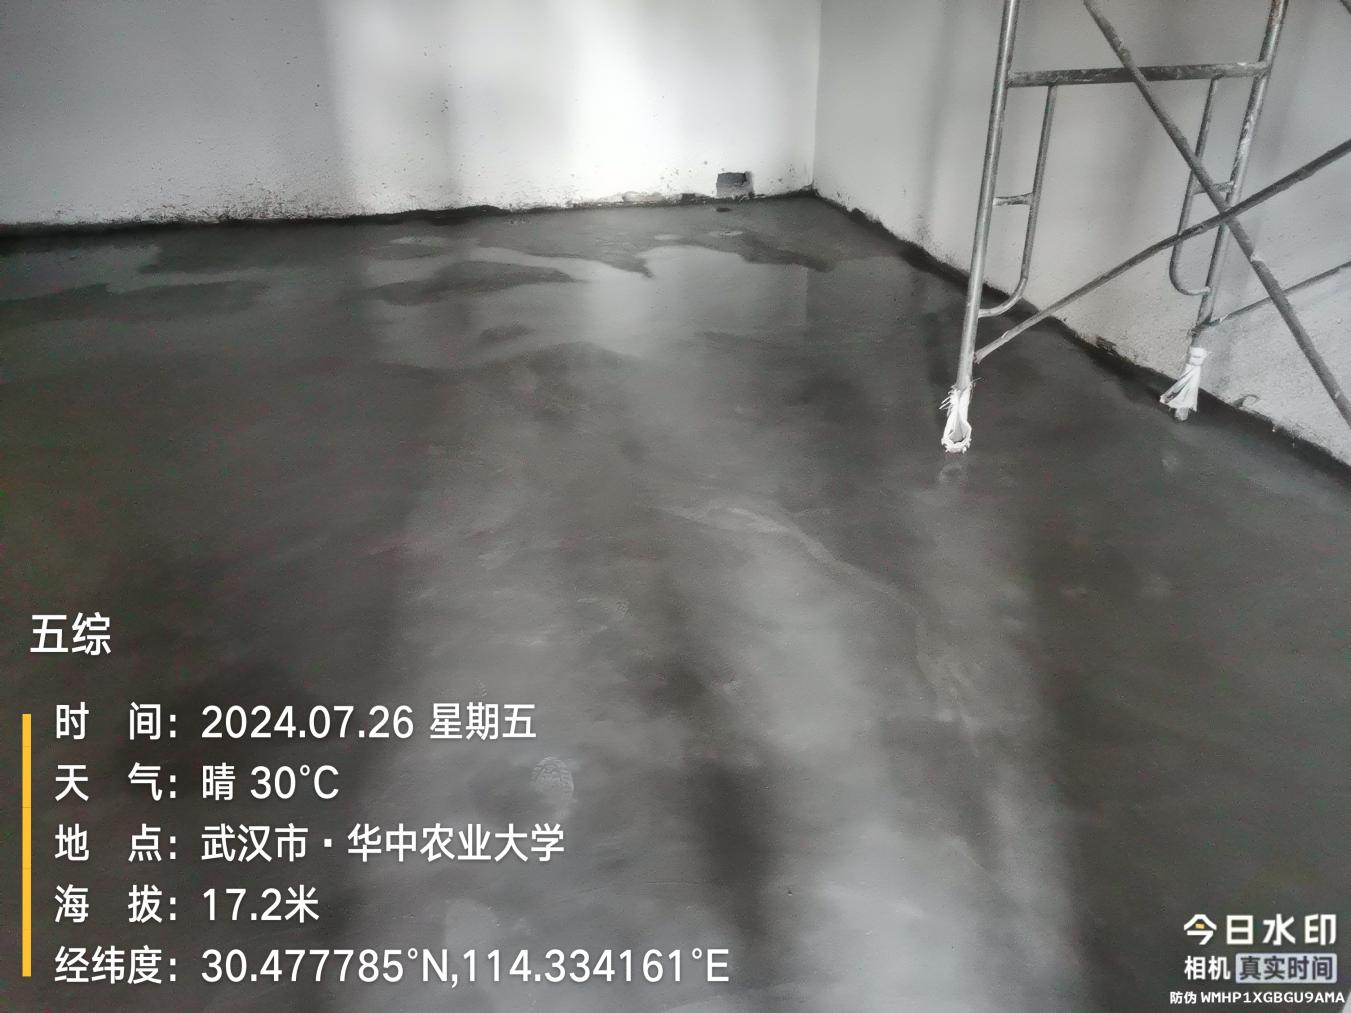 五综
时 间：2024.07.26 星期五
天 气：晴 30°C
地 点：武汉市·华中农业大学
海 拔：17.2米
经纬度：30.477785°N,114.334161°E
今日水印
相机 真实时间
防伪 WMHP1XGBGU9AMA